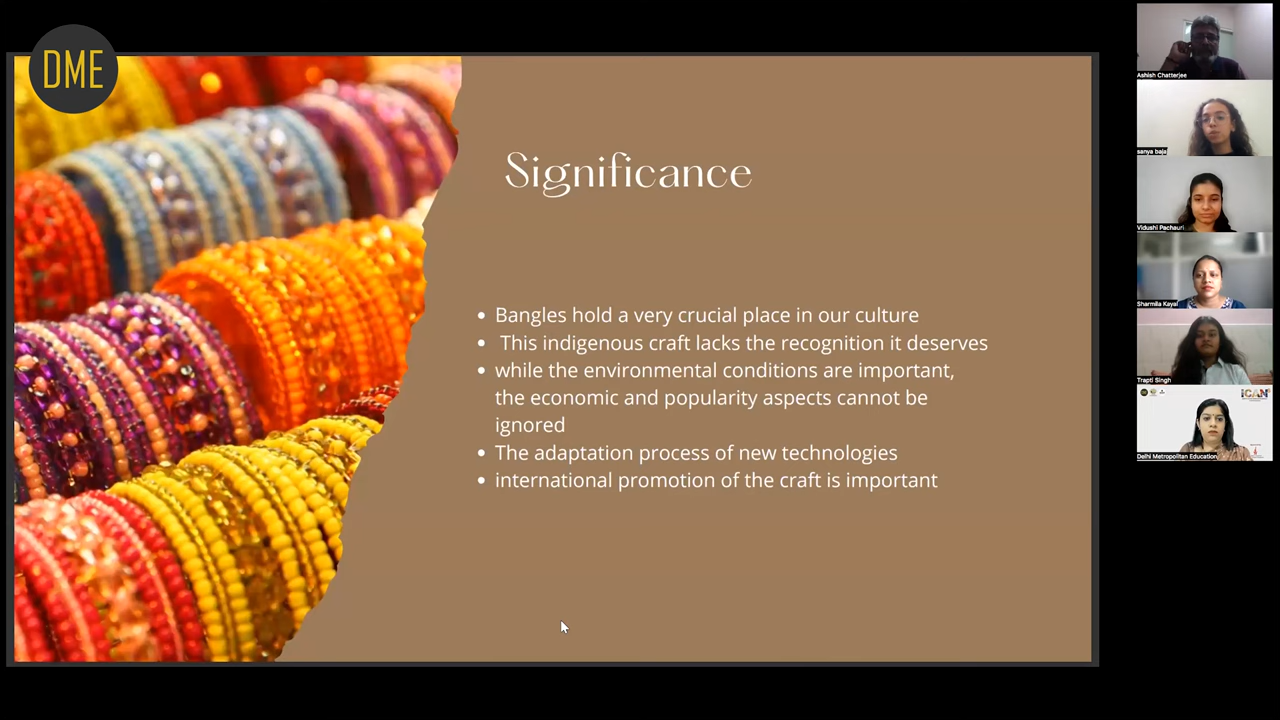 DME
Significance
Bangles hold a very crucial place in our culture
This indigenous craft lacks the recognition it deserves
while the environmental conditions are important,
the economic and popularity aspects cannot be
ignored
The adaptation process of new technologies
international promotion of the craft is important
Ashish Chatterjee
sanya bajaj
Vidushi Pachauri
Sharmila Kayal
Trapti Singh
iCAN
Delhi Metropolitan Education